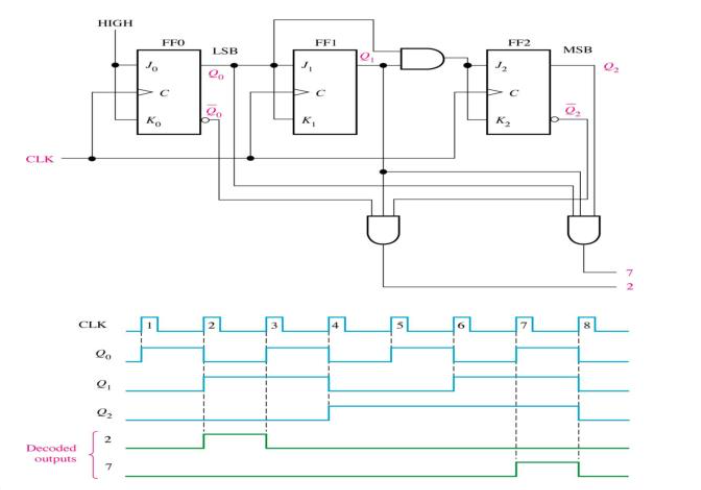 HIGH
FF0
LSB
FF1
FF2
MSB
J0
Q0
J1
Q1
J2
Q2
C
C
C
K0
Q̅0
K1
K2
Q̅2
CLK
7
2
CLK
1
2
3
4
5
6
7
8
Q0
Q1
Q2
Decoded
outputs
2
7